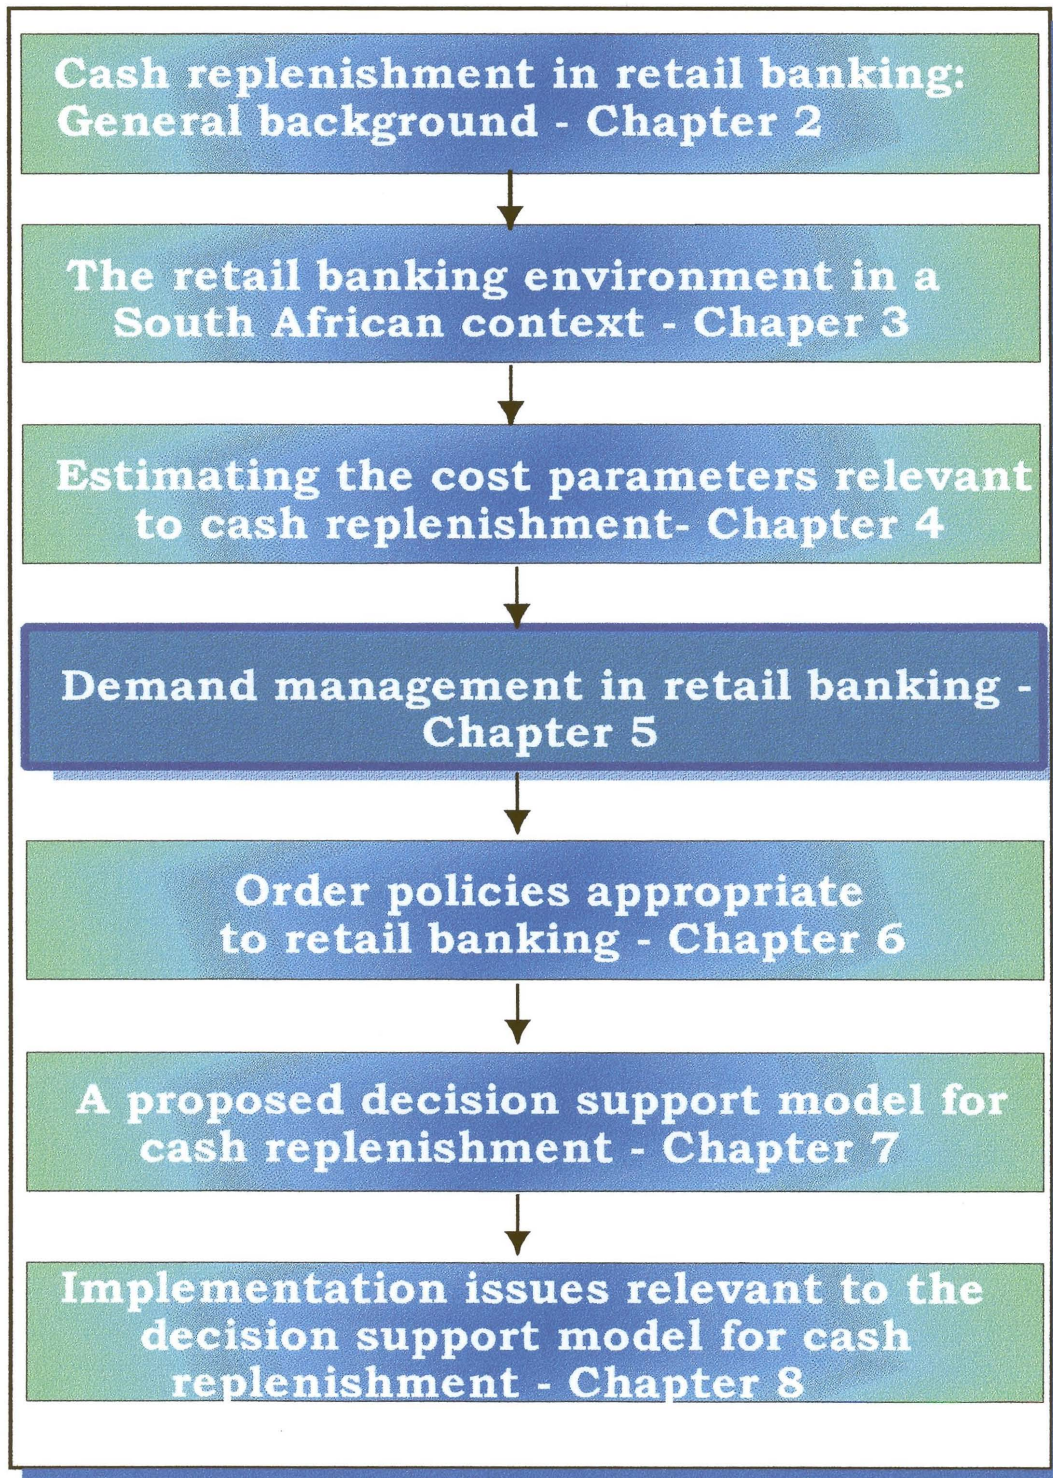 Cash replenishment in retail banking:
General background - Chapter 2
The retail banking environment in a
South African context - Chaper 3
Estimating the cost parameters relevant
to cash replenishment- Chapter 4
Demand management in retail banking -
Chapter 5
Order policies appropriate
to retail banking - Chapter 6
A proposed decision support model for
cash replenishment - Chapter 7
Implementation issues relevant to the
decision support model for cash
replenishment - Chapter 8